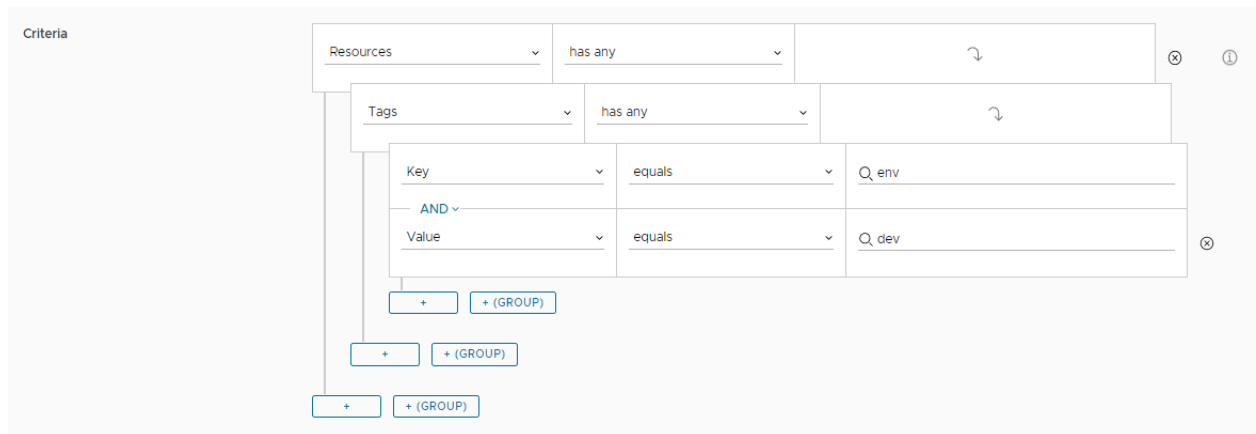 Criteria
Resources has any
Tags has any
Key equals env
AND
Value equals dev
+ + (GROUP)
+ + (GROUP)
+ + (GROUP)